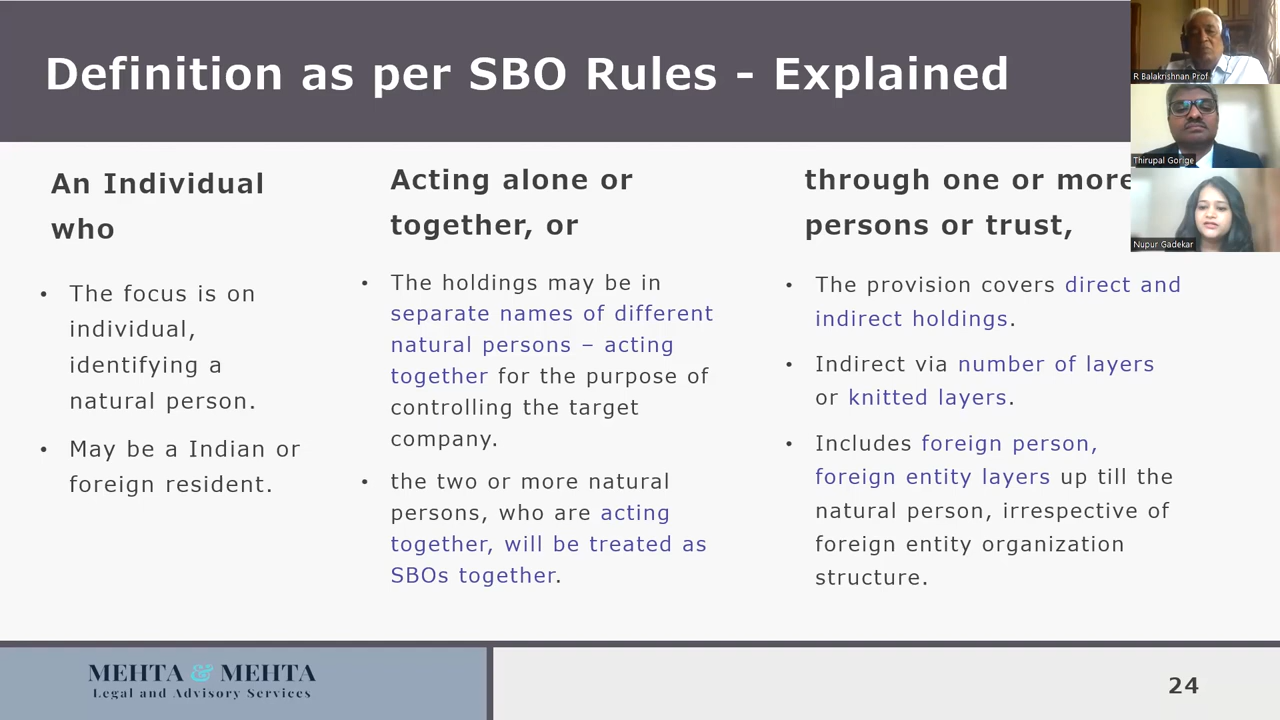 Definition as per SBO Rules - Explained
R Balakrishnan Prof
Thirupal Gorige
Nupur Gadekar
An Individual
who
• The focus is on
individual,
identifying a
natural person.
• May be a Indian or
foreign resident.
Acting alone or
together, or
• The holdings may be in
separate names of different
natural persons – acting
together for the purpose of
controlling the target
company.
• the two or more natural
persons, who are acting
together, will be treated as
SBOs together.
through one or more
persons or trust,
• The provision covers direct and
indirect holdings.
• Indirect via number of layers
or knitted layers.
• Includes foreign person,
foreign entity layers up till the
natural person, irrespective of
foreign entity organization
structure.
MEHTA & MEHTA
Legal and Advisory Services
24